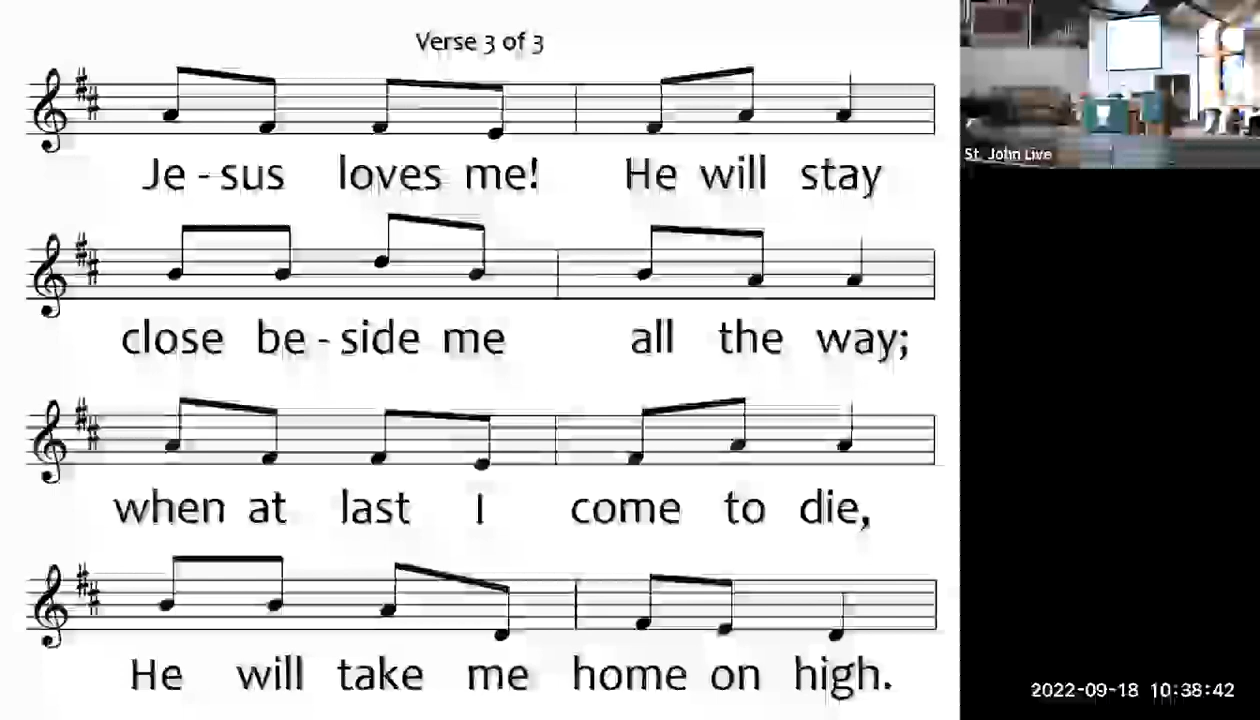 Verse 3 of 3
Je - sus loves me! He will stay
close be - side me all the way;
when at last I come to die,
He will take me home on high.
St. John Live
2022-09-18 10:38:42